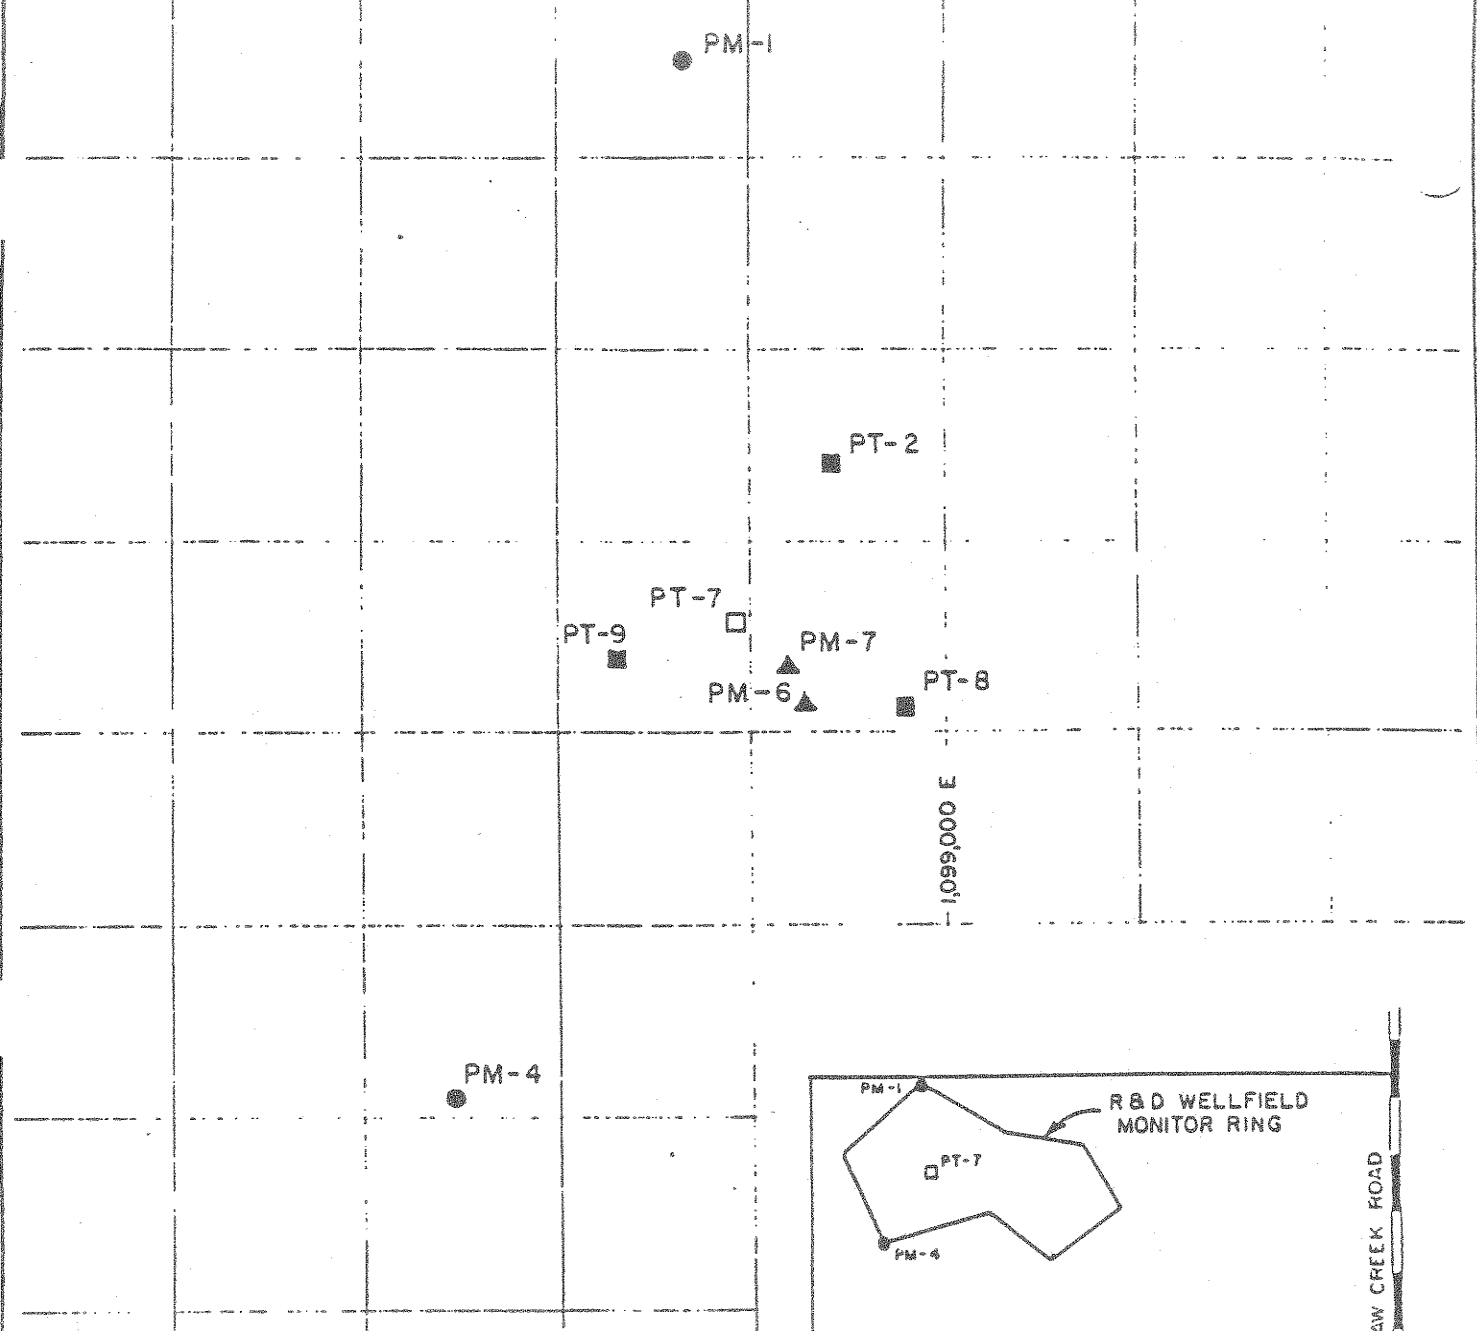 PM-1
PT-2
PT-7
PT-9
PM-7
PM-6
PT-8
1,099,000 E
PM-4
PM-1
R&D WELLFIELD
MONITOR RING
PT-7
PM-4
AW CREEK ROAD